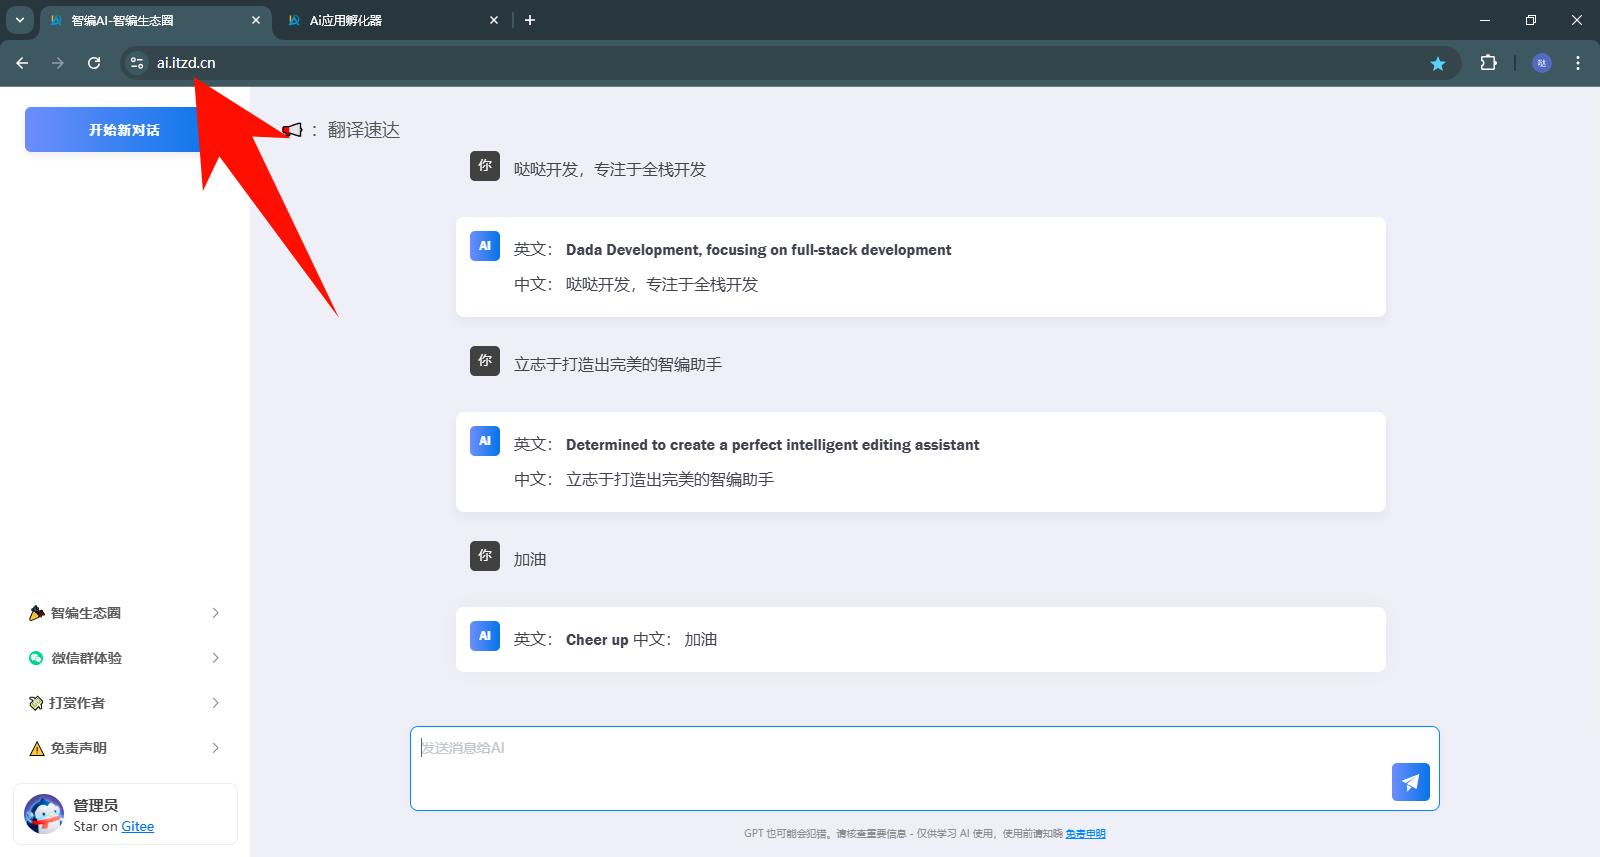 智编AI-智编生态圈
Ai应用孵化器
ai.itzd.cn
哒
开始新对话
： 翻译速达
你
哒哒开发，专注于全栈开发
AI
英文： Dada Development, focusing on full-stack development
中文： 哒哒开发，专注于全栈开发
你
立志于打造出完美的智编助手
AI
英文： Determined to create a perfect intelligent editing assistant
中文： 立志于打造出完美的智编助手
你
加油
AI
英文： Cheer up 中文： 加油
智编生态圈
微信群体验
打赏作者
免责声明
管理员
Star on Gitee
发送消息给AI
GPT 也可能会犯错。请核查重要信息 - 仅供学习 AI 使用，使用前请知晓 免责申明